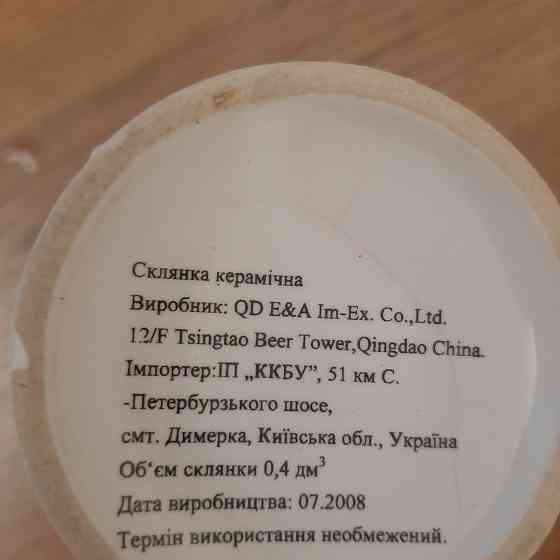 Склянка керамічна
Виробник: QD E&A Im-Ex. Co.,Ltd.
12/F Tsingtao Beer Tower,Qingdao China.
Імпортер:ІП „ККБУ”, 51 км С.
-Петербурзького шосе,
смт. Димерка, Київська обл., Україна
Об‘єм склянки 0,4 дм³
Дата виробництва: 07.2008
Термін використання необмежений.